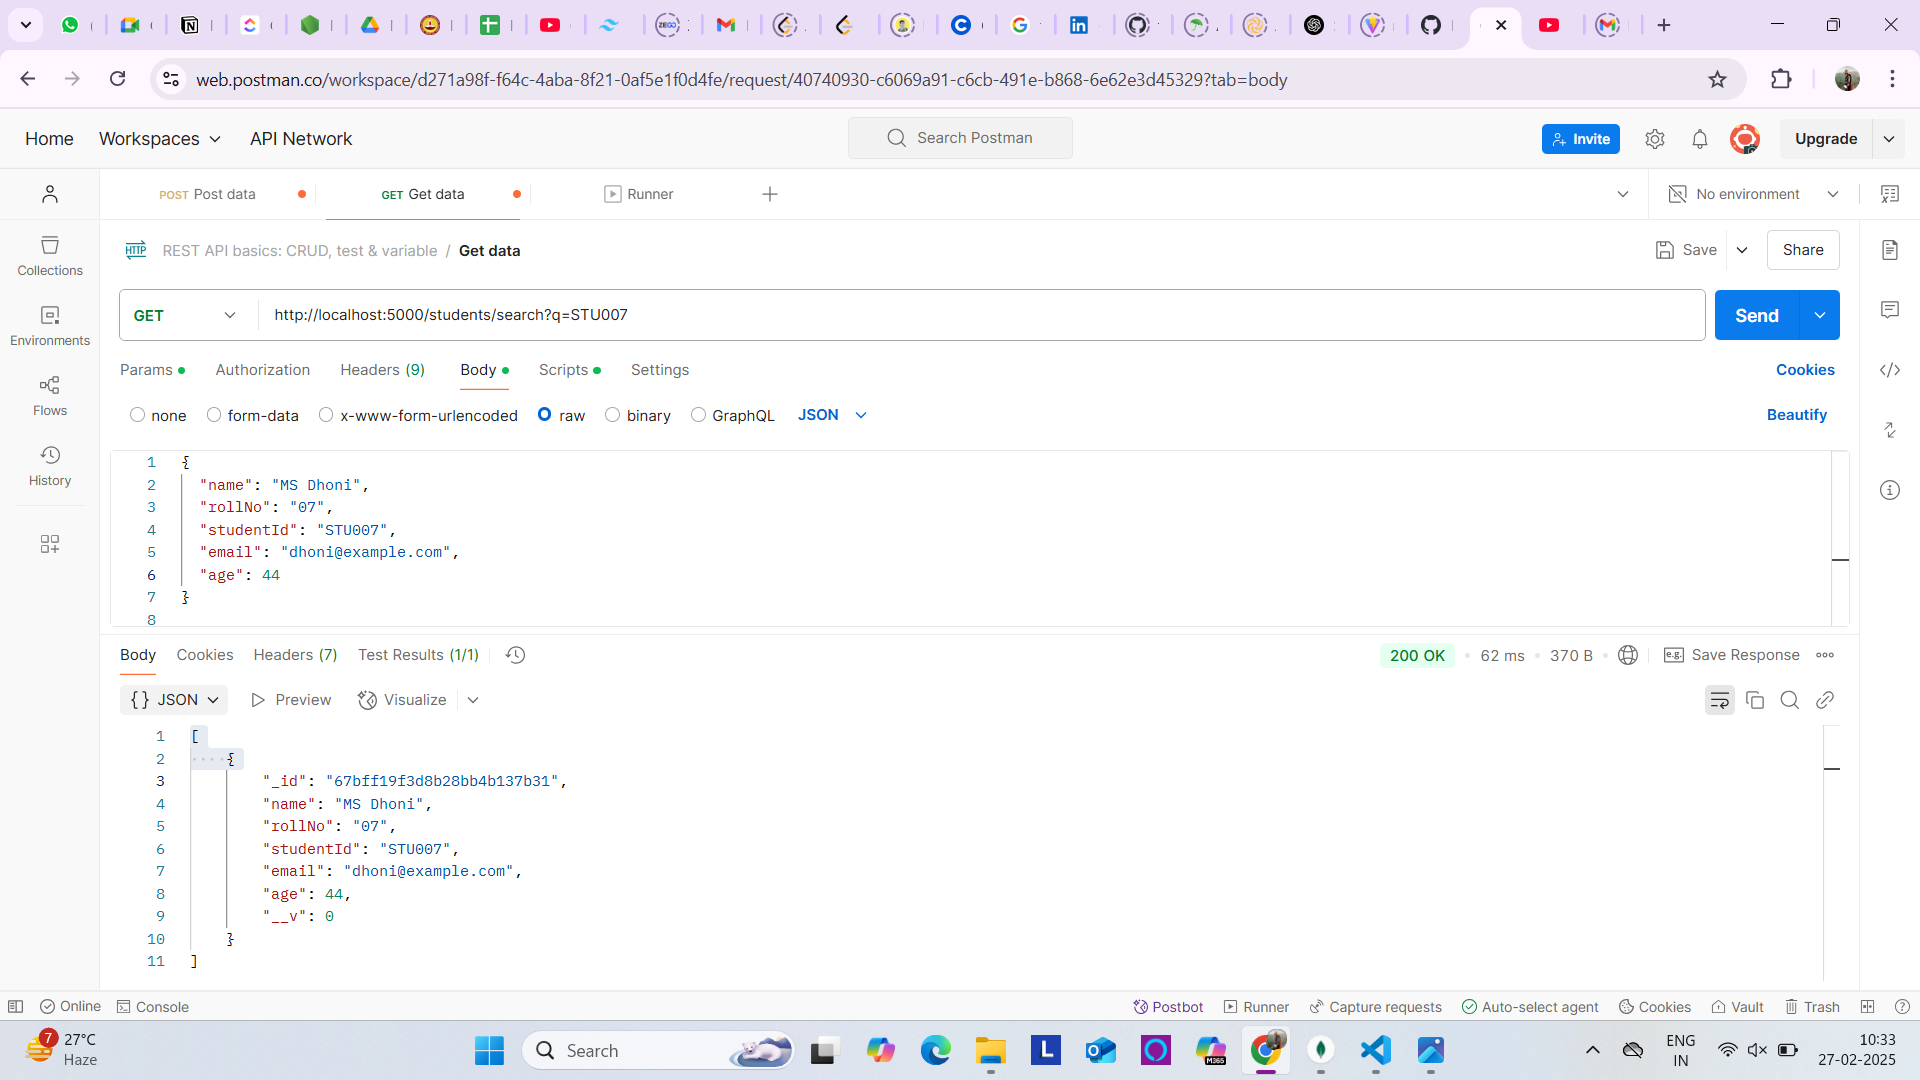 web.postman.co/workspace/d271a98f-f64c-4aba-8f21-0af5e1f0d4fe/request/40740930-c6069a91-c6cb-491e-b868-6e62e3d45329?tab=body
Home Workspaces API Network Search Postman Invite Upgrade
POST Post data GET Get data Runner No environment
HTTP REST API basics: CRUD, test & variable / Get data Save Share
Collections
Environments
Flows
History
GET http://localhost:5000/students/search?q=STU007 Send
Params Authorization Headers (9) Body Scripts Settings Cookies
none form-data x-www-form-urlencoded raw binary GraphQL JSON Beautify
1 {
2 "name": "MS Dhoni",
3 "rollNo": "07",
4 "studentId": "STU007",
5 "email": "dhoni@example.com",
6 "age": 44
7 }
8
Body Cookies Headers (7) Test Results (1/1) 200 OK 62 ms 370 B e.g. Save Response
{} JSON Preview Visualize
1 [
2 {
3 "_id": "67bff19f3d8b28bb4b137b31",
4 "name": "MS Dhoni",
5 "rollNo": "07",
6 "studentId": "STU007",
7 "email": "dhoni@example.com",
8 "age": 44,
9 "__v": 0
10 }
11 ]
Online Console Postbot Runner Capture requests Auto-select agent Cookies Vault Trash
7 27°C
Haze
Search
L
M365
ENG
IN
10:33
27-02-2025